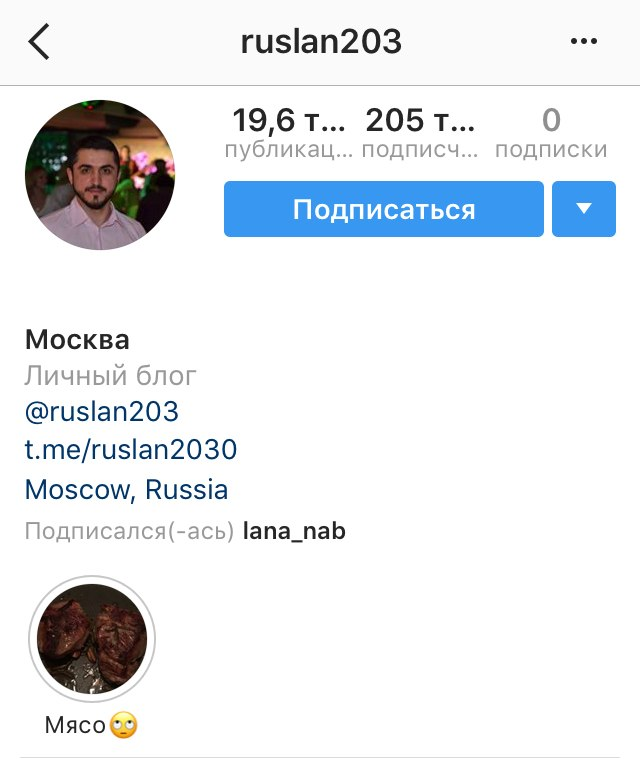 ruslan203
19,6 т... 205 т... 0
публикац... подписч... подписки
Подписаться
Москва
Личный блог
@ruslan203
t.me/ruslan2030
Moscow, Russia
Подписался(-ась) lana_nab
Мясо🙄